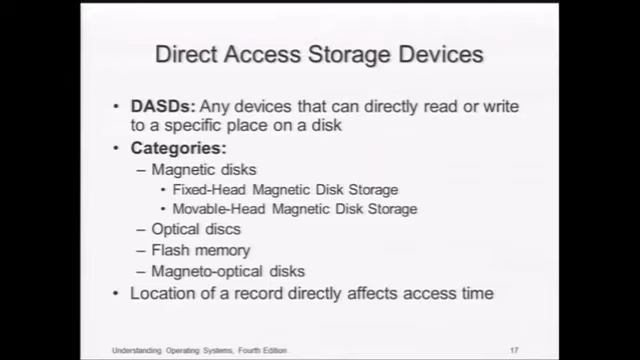 Direct Access Storage Devices
• DASDs: Any devices that can directly read or write
to a specific place on a disk
• Categories:
– Magnetic disks
• Fixed-Head Magnetic Disk Storage
• Movable-Head Magnetic Disk Storage
– Optical discs
– Flash memory
– Magneto-optical disks
• Location of a record directly affects access time
Understanding Operating Systems, Fourth Edition
17